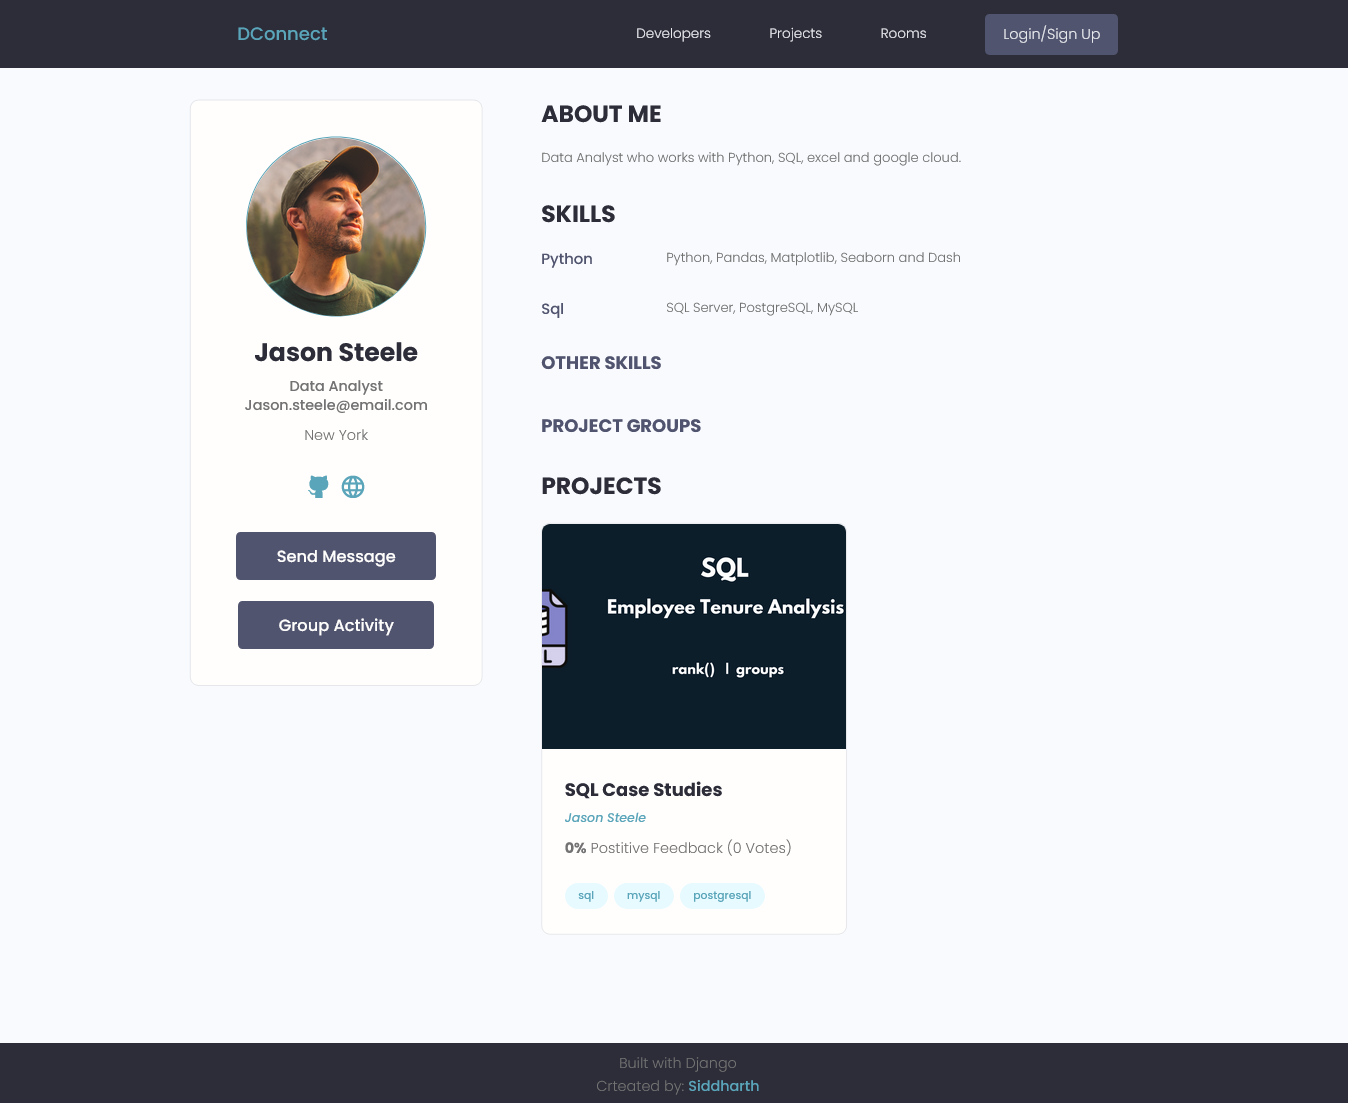 DConnect
Developers
Projects
Rooms
Login/Sign Up
Jason Steele
Data Analyst
Jason.steele@email.com
New York
Send Message
Group Activity
ABOUT ME
Data Analyst who works with Python, SQL, excel and google cloud.
SKILLS
Python
Python, Pandas, Matplotlib, Seaborn and Dash
Sql
SQL Server, PostgreSQL, MySQL
OTHER SKILLS
PROJECT GROUPS
PROJECTS
SQL
Employee Tenure Analysis
L
rank() | groups
SQL Case Studies
Jason Steele
0% Postitive Feedback (0 Votes)
sql
mysql
postgresql
Built with Django
Crteated by: Siddharth